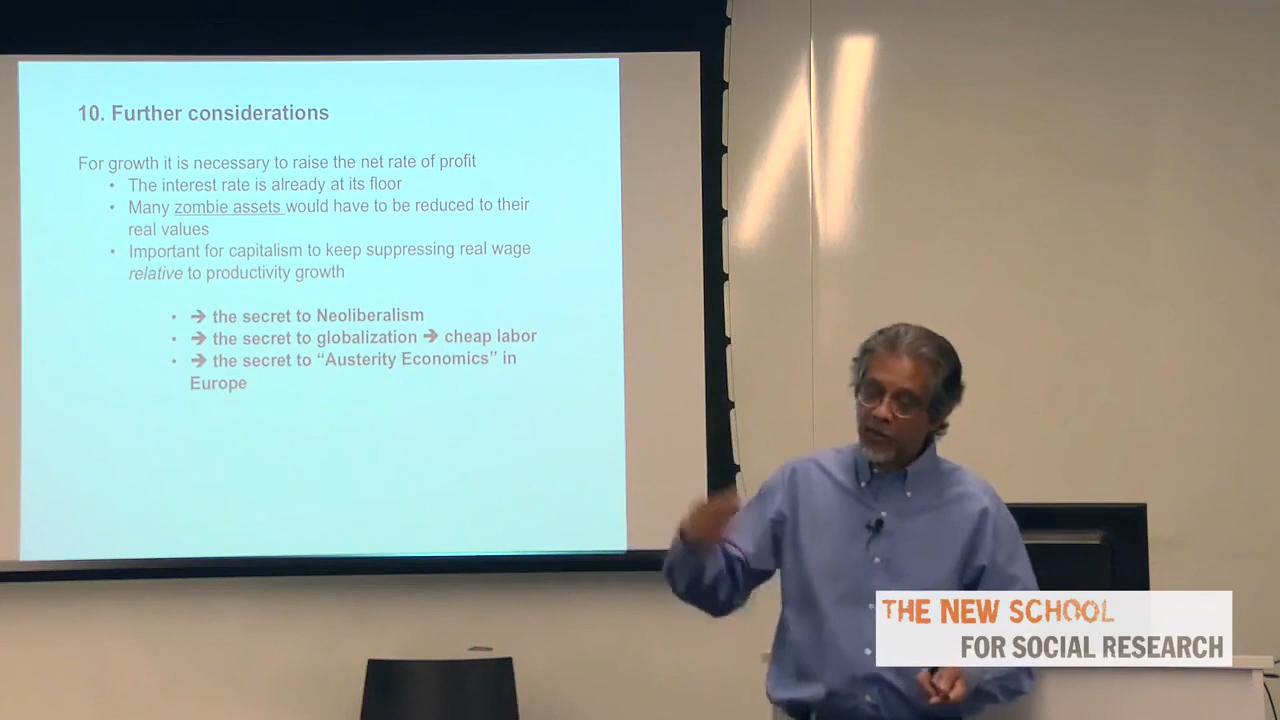 10. Further considerations
For growth it is necessary to raise the net rate of profit
• The interest rate is already at its floor
• Many zombie assets would have to be reduced to their
real values
• Important for capitalism to keep suppressing real wage
relative to productivity growth
• ➔ the secret to Neoliberalism
• ➔ the secret to globalization ➔ cheap labor
• ➔ the secret to “Austerity Economics” in
Europe
THE NEW SCHOOL
FOR SOCIAL RESEARCH